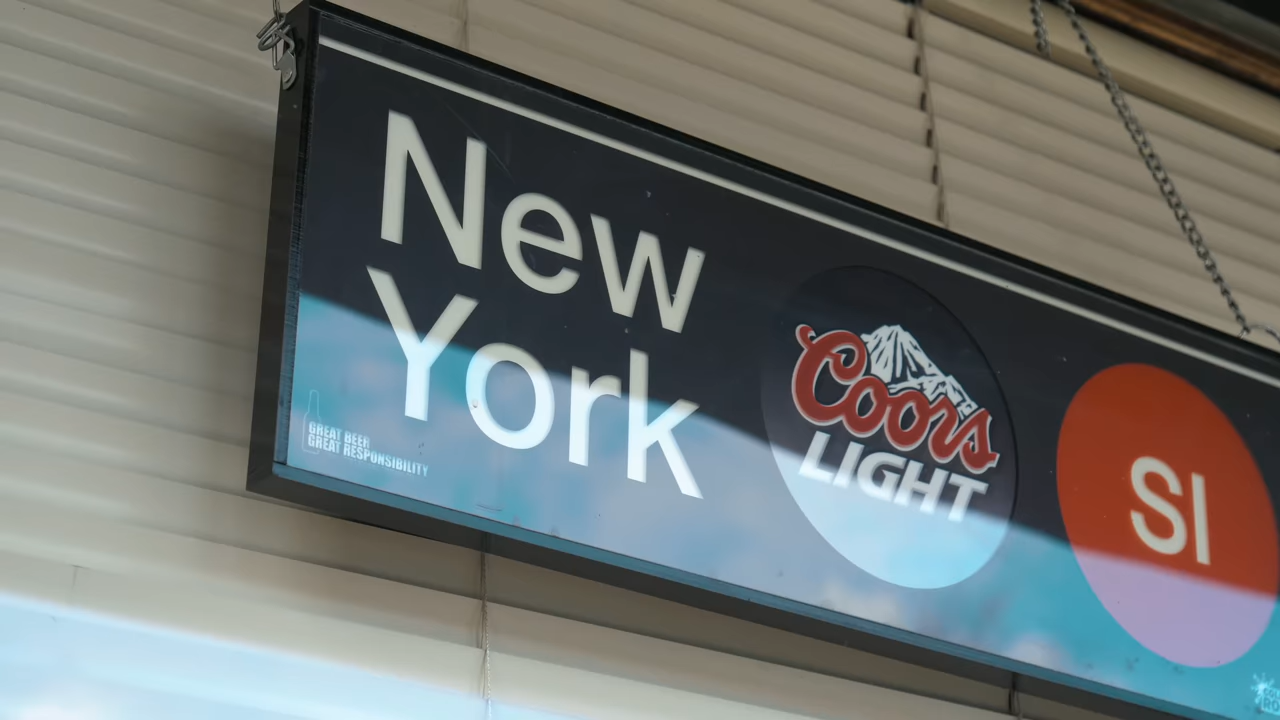 New
York
Coors
LIGHT
SI
GREAT BEER
GREAT RESPONSIBILITY